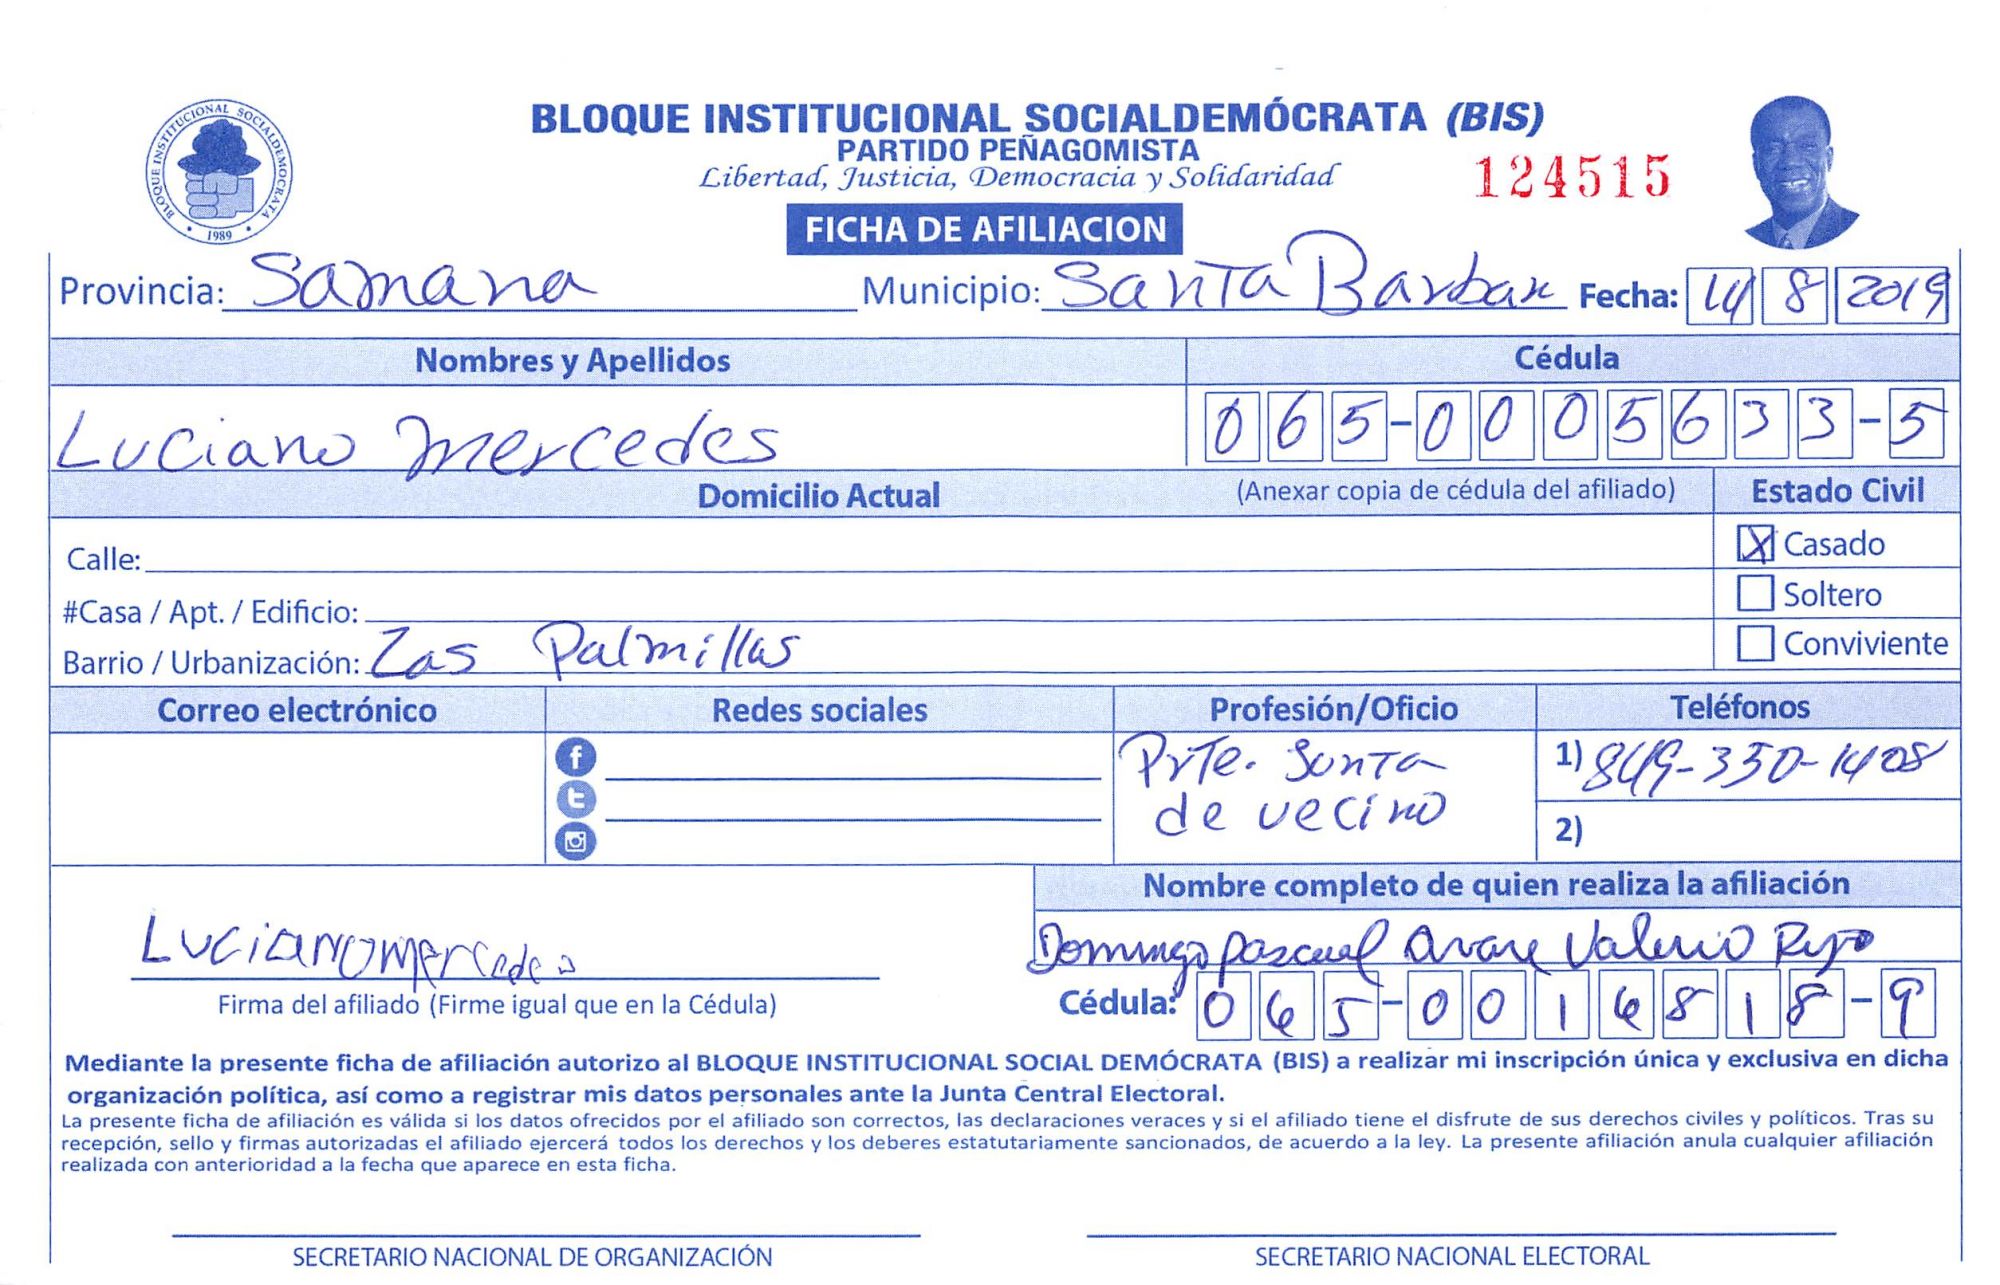 BLOQUE INSTITUCIONAL SOCIALDEMÓCRATA (BIS)
PARTIDO PEÑAGOMISTA
Libertad, Justicia, Democracia y Solidaridad
124515
BLOQUE INSTITUCIONAL SOCIALDEMOCRATA
1989
FICHA DE AFILIACION
Provincia: Samana Municipio: Santa Barbara Fecha: 14 8 2019
Nombres y Apellidos Cédula
Luciano Mercedes 065-0005633-5
Domicilio Actual (Anexar copia de cédula del afiliado) Estado Civil
Calle: X Casado
#Casa / Apt. / Edificio: Soltero
Barrio / Urbanización: Las Palmillas Conviviente
Correo electrónico Redes sociales Profesión/Oficio Teléfonos
Prte. Junta 1) 849-350-1408
de vecino 2)
Nombre completo de quien realiza la afiliación
Luciano mercedes Domingo Pascual Valerio
Firma del afiliado (Firme igual que en la Cédula) Cédula: 065-0016818-9
Mediante la presente ficha de afiliación autorizo al BLOQUE INSTITUCIONAL SOCIAL DEMÓCRATA (BIS) a realizar mi inscripción única y exclusiva en dicha
organización política, así como a registrar mis datos personales ante la Junta Central Electoral.
La presente ficha de afiliación es válida si los datos ofrecidos por el afiliado son correctos, las declaraciones veraces y si el afiliado tiene el disfrute de sus derechos civiles y políticos. Tras su
recepción, sello y firmas autorizadas el afiliado ejercerá todos los derechos y los deberes estatutariamente sancionados, de acuerdo a la ley. La presente afiliación anula cualquier afiliación
realizada con anterioridad a la fecha que aparece en esta ficha.
SECRETARIO NACIONAL DE ORGANIZACIÓN SECRETARIO NACIONAL ELECTORAL